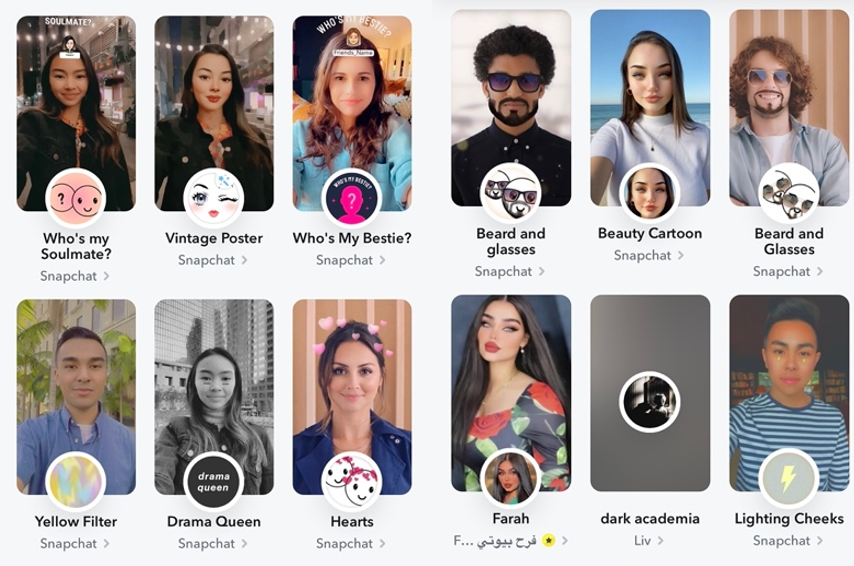 SOULMATE?
WHO'S MY BESTIE?
Friends_Name
?
WHO'S MY BESTIE?
?
Who's my
Soulmate?
Snapchat >
Vintage Poster
Snapchat >
Who's My Bestie?
Snapchat >
Beard and
glasses
Snapchat >
Beauty Cartoon
Snapchat >
Beard and
Glasses
Snapchat >
drama
queen
Yellow Filter
Snapchat >
Drama Queen
Snapchat >
Hearts
Snapchat >
Farah
F... فرح بيوتي >
dark academia
Liv >
Lighting Cheeks
Snapchat >